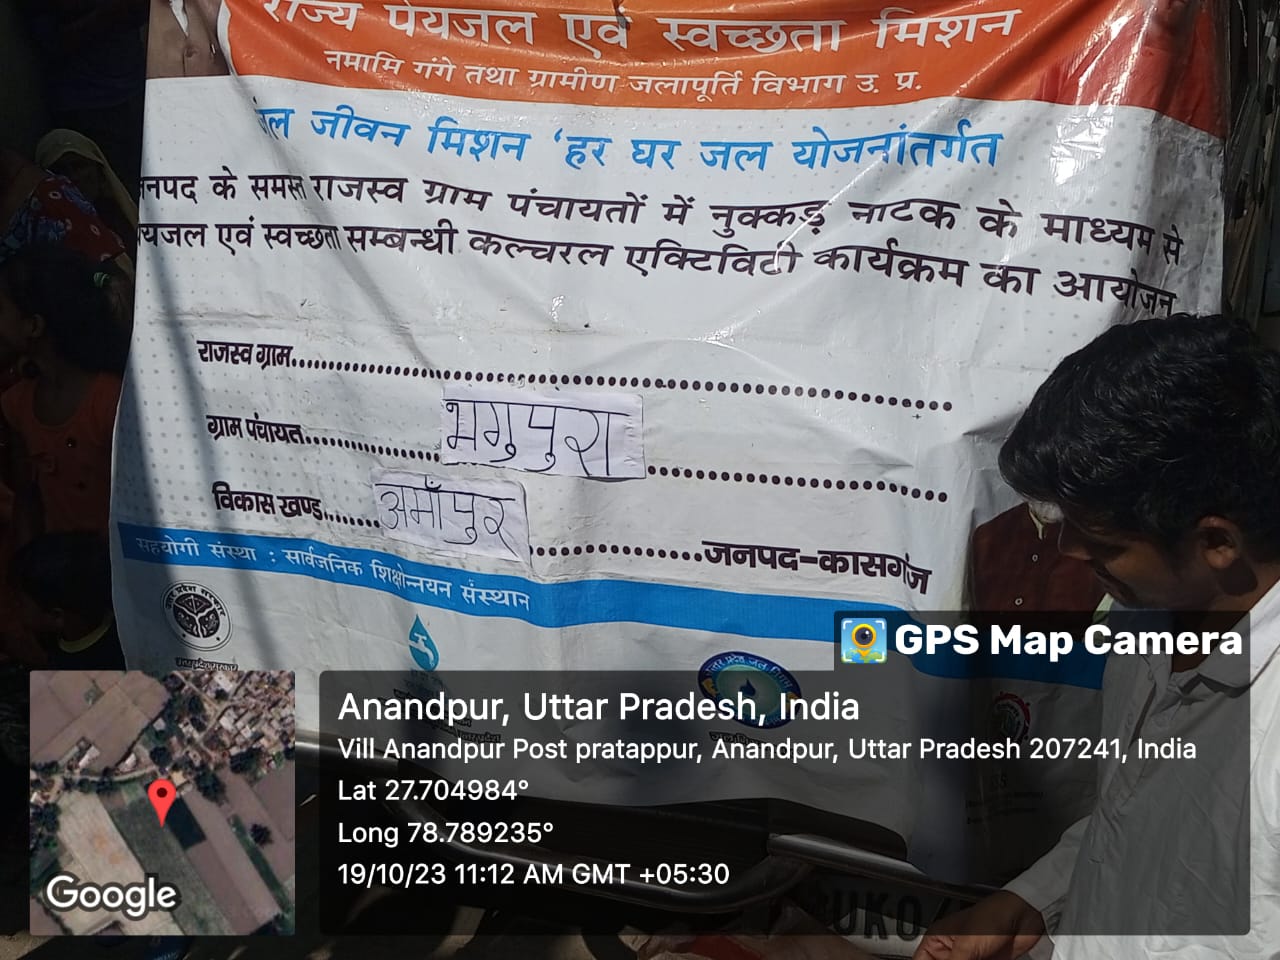 राज्य पेयजल एवं स्वच्छता मिशन
नमामि गंगे तथा ग्रामीण जलापूर्ति विभाग उ. प्र.
जीवन मिशन 'हर घर जल योजनांतर्गत
के समस्त राजस्व ग्राम पंचायतों में नुक्कड़ नाटक के माध्यम से
एवं स्वच्छता सम्बन्धी कल्चरल एक्टिविटी कार्यक्रम का आयोजन
राजस्व ग्राम
ग्राम पंचायत भगुपुरा
विकास खण्ड अमाँपुर जनपद-कासगंज
सहयोगी संस्था : सार्वजनिक शिक्षोन्नयन संस्थान
GPS Map Camera
Anandpur, Uttar Pradesh, India
Vill Anandpur Post pratappur, Anandpur, Uttar Pradesh 207241, India
Lat 27.704984°
Long 78.789235°
19/10/23 11:12 AM GMT +05:30
Google